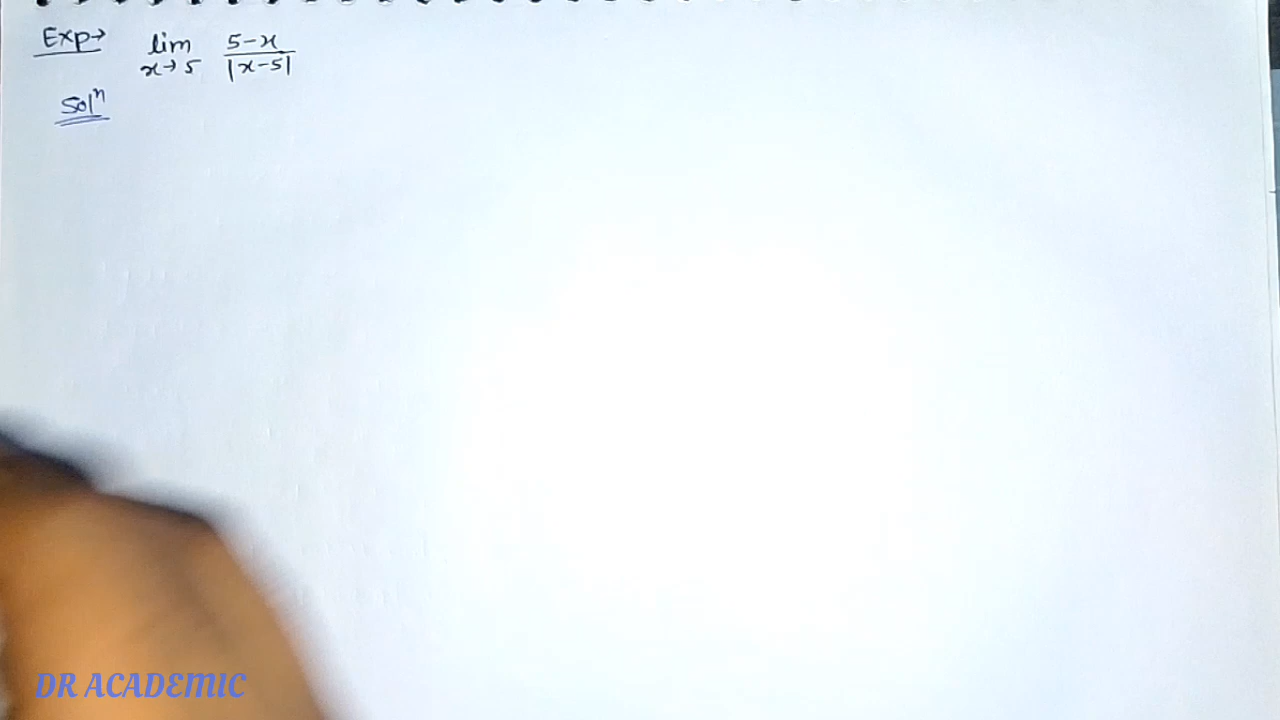 Exp→ lim x→5 5-x / |x-5|
Solⁿ
DR ACADEMIC